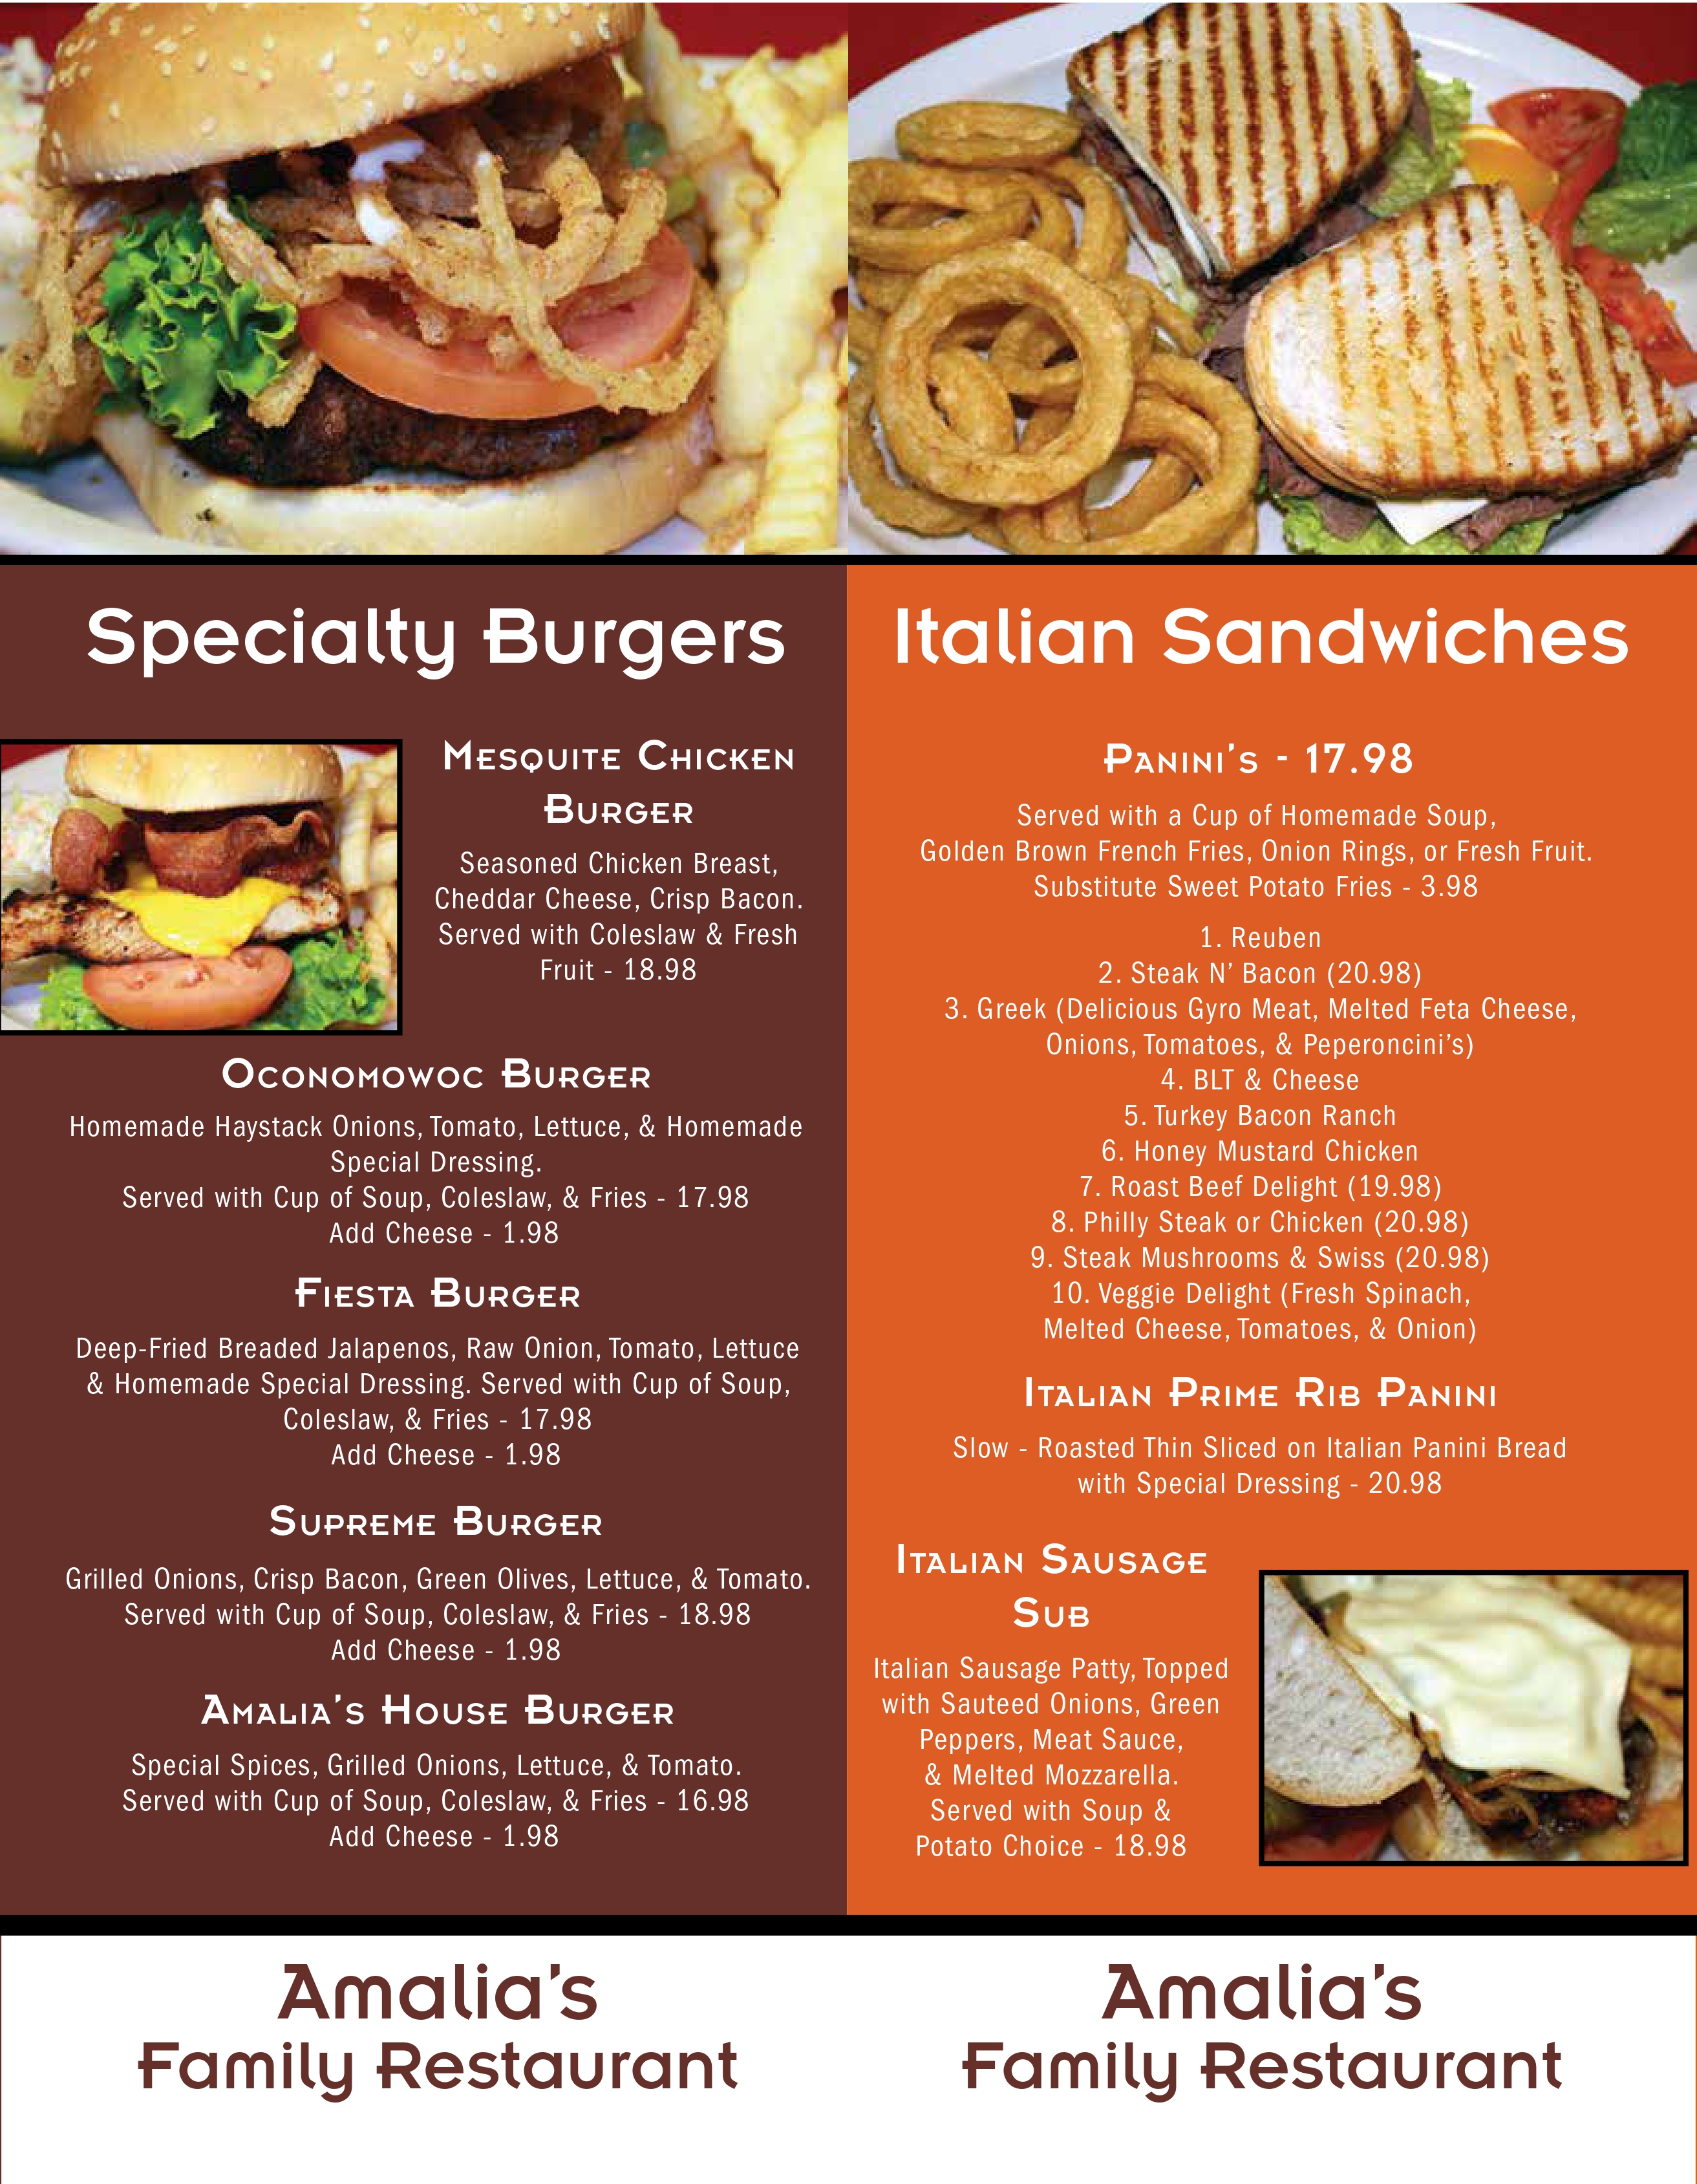 Specialty Burgers
Mesquite Chicken
Burger
Seasoned Chicken Breast,
Cheddar Cheese, Crisp Bacon.
Served with Coleslaw & Fresh
Fruit - 18.98
Oconomowoc Burger
Homemade Haystack Onions, Tomato, Lettuce, & Homemade
Special Dressing.
Served with Cup of Soup, Coleslaw, & Fries - 17.98
Add Cheese - 1.98
Fiesta Burger
Deep-Fried Breaded Jalapenos, Raw Onion, Tomato, Lettuce
& Homemade Special Dressing. Served with Cup of Soup,
Coleslaw, & Fries - 17.98
Add Cheese - 1.98
Supreme Burger
Grilled Onions, Crisp Bacon, Green Olives, Lettuce, & Tomato.
Served with Cup of Soup, Coleslaw, & Fries - 18.98
Add Cheese - 1.98
Amalia's House Burger
Special Spices, Grilled Onions, Lettuce, & Tomato.
Served with Cup of Soup, Coleslaw, & Fries - 16.98
Add Cheese - 1.98
Amalia's
Family Restaurant
Italian Sandwiches
Panini's - 17.98
Served with a Cup of Homemade Soup,
Golden Brown French Fries, Onion Rings, or Fresh Fruit.
Substitute Sweet Potato Fries - 3.98
1. Reuben
2. Steak N' Bacon (20.98)
3. Greek (Delicious Gyro Meat, Melted Feta Cheese,
Onions, Tomatoes, & Peperoncini's)
4. BLT & Cheese
5. Turkey Bacon Ranch
6. Honey Mustard Chicken
7. Roast Beef Delight (19.98)
8. Philly Steak or Chicken (20.98)
9. Steak Mushrooms & Swiss (20.98)
10. Veggie Delight (Fresh Spinach,
Melted Cheese, Tomatoes, & Onion)
Italian Prime Rib Panini
Slow - Roasted Thin Sliced on Italian Panini Bread
with Special Dressing - 20.98
Italian Sausage
Sub
Italian Sausage Patty, Topped
with Sauteed Onions, Green
Peppers, Meat Sauce,
& Melted Mozzarella.
Served with Soup &
Potato Choice - 18.98
Amalia's
Family Restaurant